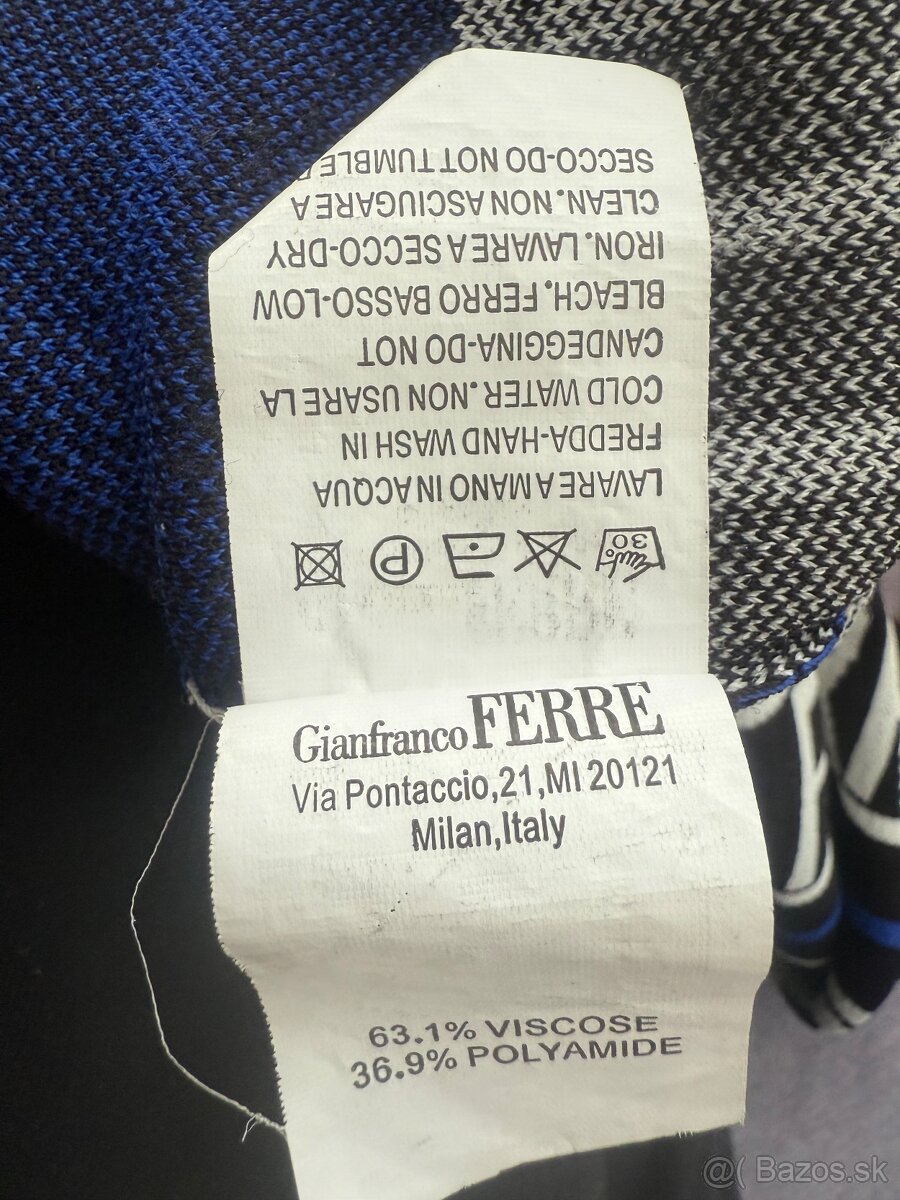 30
LAVARE A MANO IN ACQUA
FREDDA-HAND WASH IN
COLD WATER. NON USARE LA
CANDEGGINA-DO NOT
BLEACH. FERRO BASSO-LOW
IRON. LAVARE A SECCO-DRY
CLEAN. NON ASCIUGARE A
SECCO-DO NOT TUMBLE
P
Gianfranco FERRE
Via Pontaccio,21,MI 20121
Milan,Italy
63.1% VISCOSE
36.9% POLYAMIDE
@( Bazos.sk